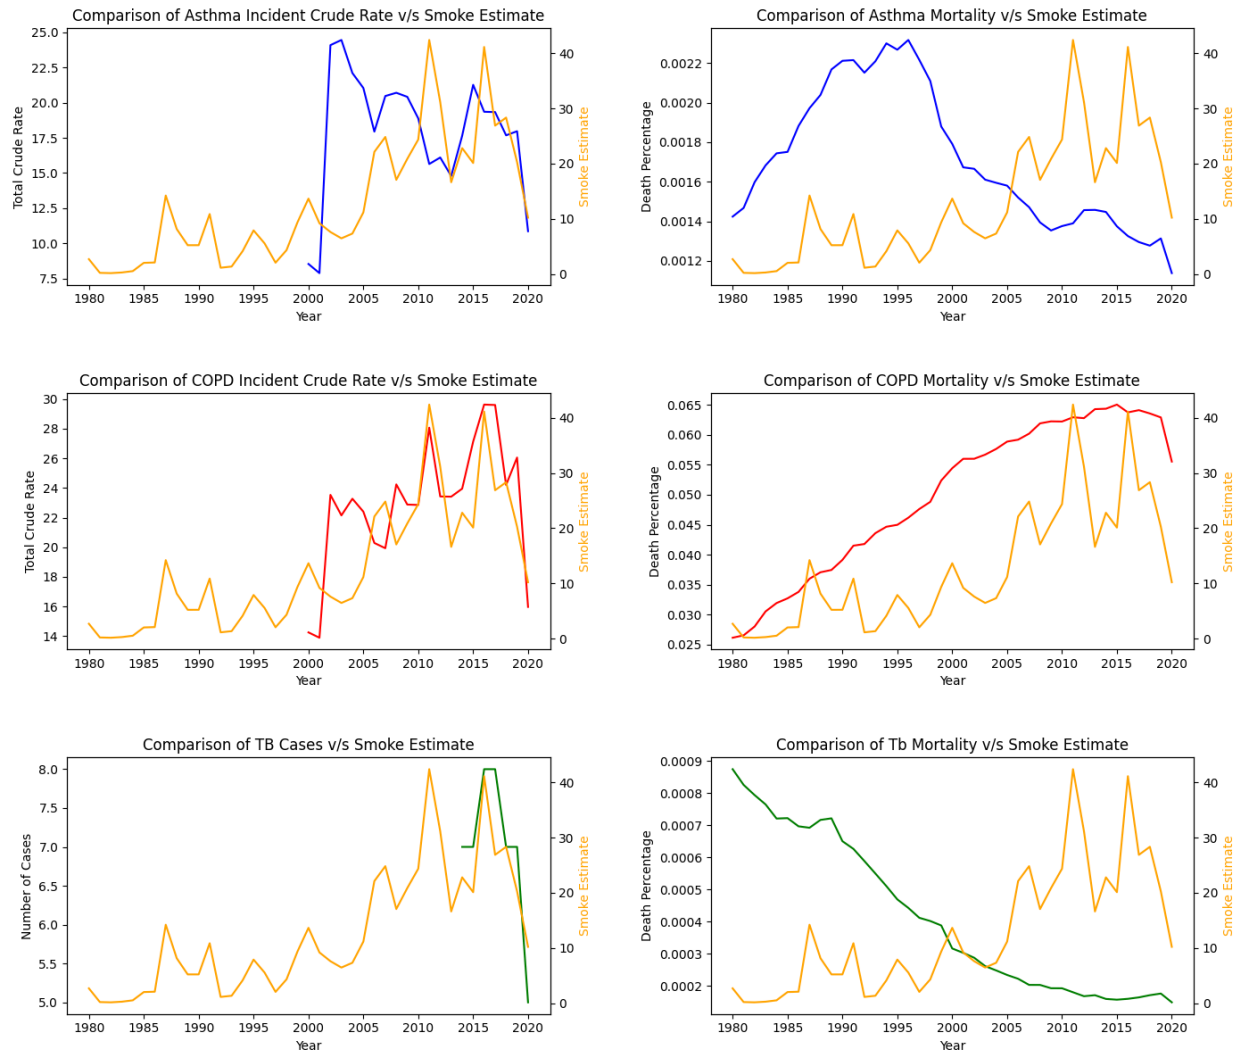 Comparison of Asthma Incident Crude Rate v/s Smoke Estimate
Total Crude Rate
25.0
22.5
20.0
17.5
15.0
12.5
10.0
7.5
40
30
20
10
0
Smoke Estimate
1980 1985 1990 1995 2000 2005 2010 2015 2020
Year
Comparison of Asthma Mortality v/s Smoke Estimate
Death Percentage
0.0022
0.0020
0.0018
0.0016
0.0014
0.0012
40
30
20
10
0
Smoke Estimate
1980 1985 1990 1995 2000 2005 2010 2015 2020
Year
Comparison of COPD Incident Crude Rate v/s Smoke Estimate
Total Crude Rate
30
28
26
24
22
20
18
16
14
40
30
20
10
0
Smoke Estimate
1980 1985 1990 1995 2000 2005 2010 2015 2020
Year
Comparison of COPD Mortality v/s Smoke Estimate
Death Percentage
0.065
0.060
0.055
0.050
0.045
0.040
0.035
0.030
0.025
40
30
20
10
0
Smoke Estimate
1980 1985 1990 1995 2000 2005 2010 2015 2020
Year
Comparison of TB Cases v/s Smoke Estimate
Number of Cases
8.0
7.5
7.0
6.5
6.0
5.5
5.0
40
30
20
10
0
Smoke Estimate
1980 1985 1990 1995 2000 2005 2010 2015 2020
Year
Comparison of Tb Mortality v/s Smoke Estimate
Death Percentage
0.0009
0.0008
0.0007
0.0006
0.0005
0.0004
0.0003
0.0002
40
30
20
10
0
Smoke Estimate
1980 1985 1990 1995 2000 2005 2010 2015 2020
Year